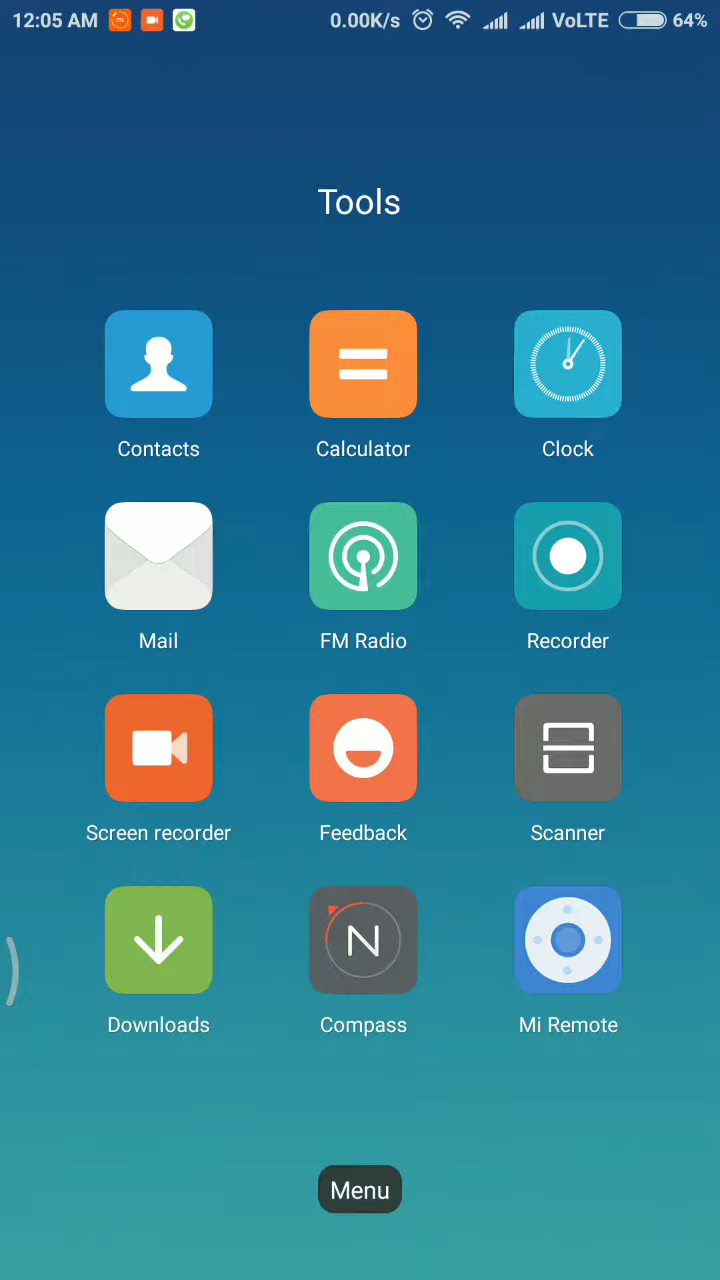 12:05 AM 0.00K/s VoLTE 64%
Tools
Contacts Calculator Clock
Mail FM Radio Recorder
Screen recorder Feedback Scanner
N
Downloads Compass Mi Remote
Menu